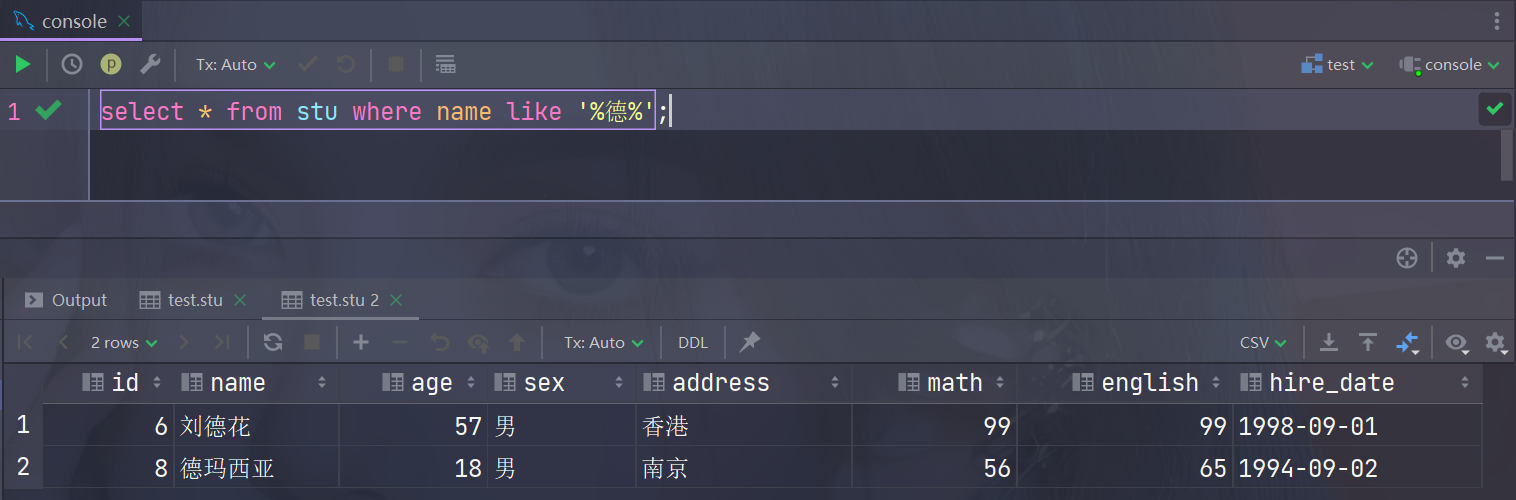 console
Tx: Auto test console
1 select * from stu where name like '%德%';
Output test.stu test.stu 2
2 rows Tx: Auto DDL CSV
id name age sex address math english hire_date
1 6 刘德花 57 男 香港 99 99 1998-09-01
2 8 德玛西亚 18 男 南京 56 65 1994-09-02